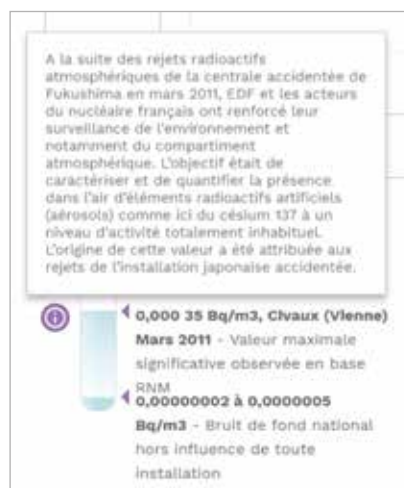 A la suite des rejets radioactifs
atmosphériques de la centrale accidentée de
Fukushima en mars 2011, EDF et les acteurs
du nucléaire français ont renforcé leur
surveillance de l'environnement et
notamment du compartiment
atmosphérique. L'objectif était de
caractériser et de quantifier la présence
dans l'air d'éléments radioactifs artificiels
(aérosols) comme ici du césium 137 à un
niveau d'activité totalement inhabituel.
L'origine de cette valeur a été attribuée aux
rejets de l'installation japonaise accidentée.
0,000 35 Bq/m3, Civaux (Vienne)
Mars 2011 - Valeur maximale
significative observée en base
RNM
0,00000002 à 0,0000005
Bq/m3 - Bruit de fond national
hors influence de toute
installation